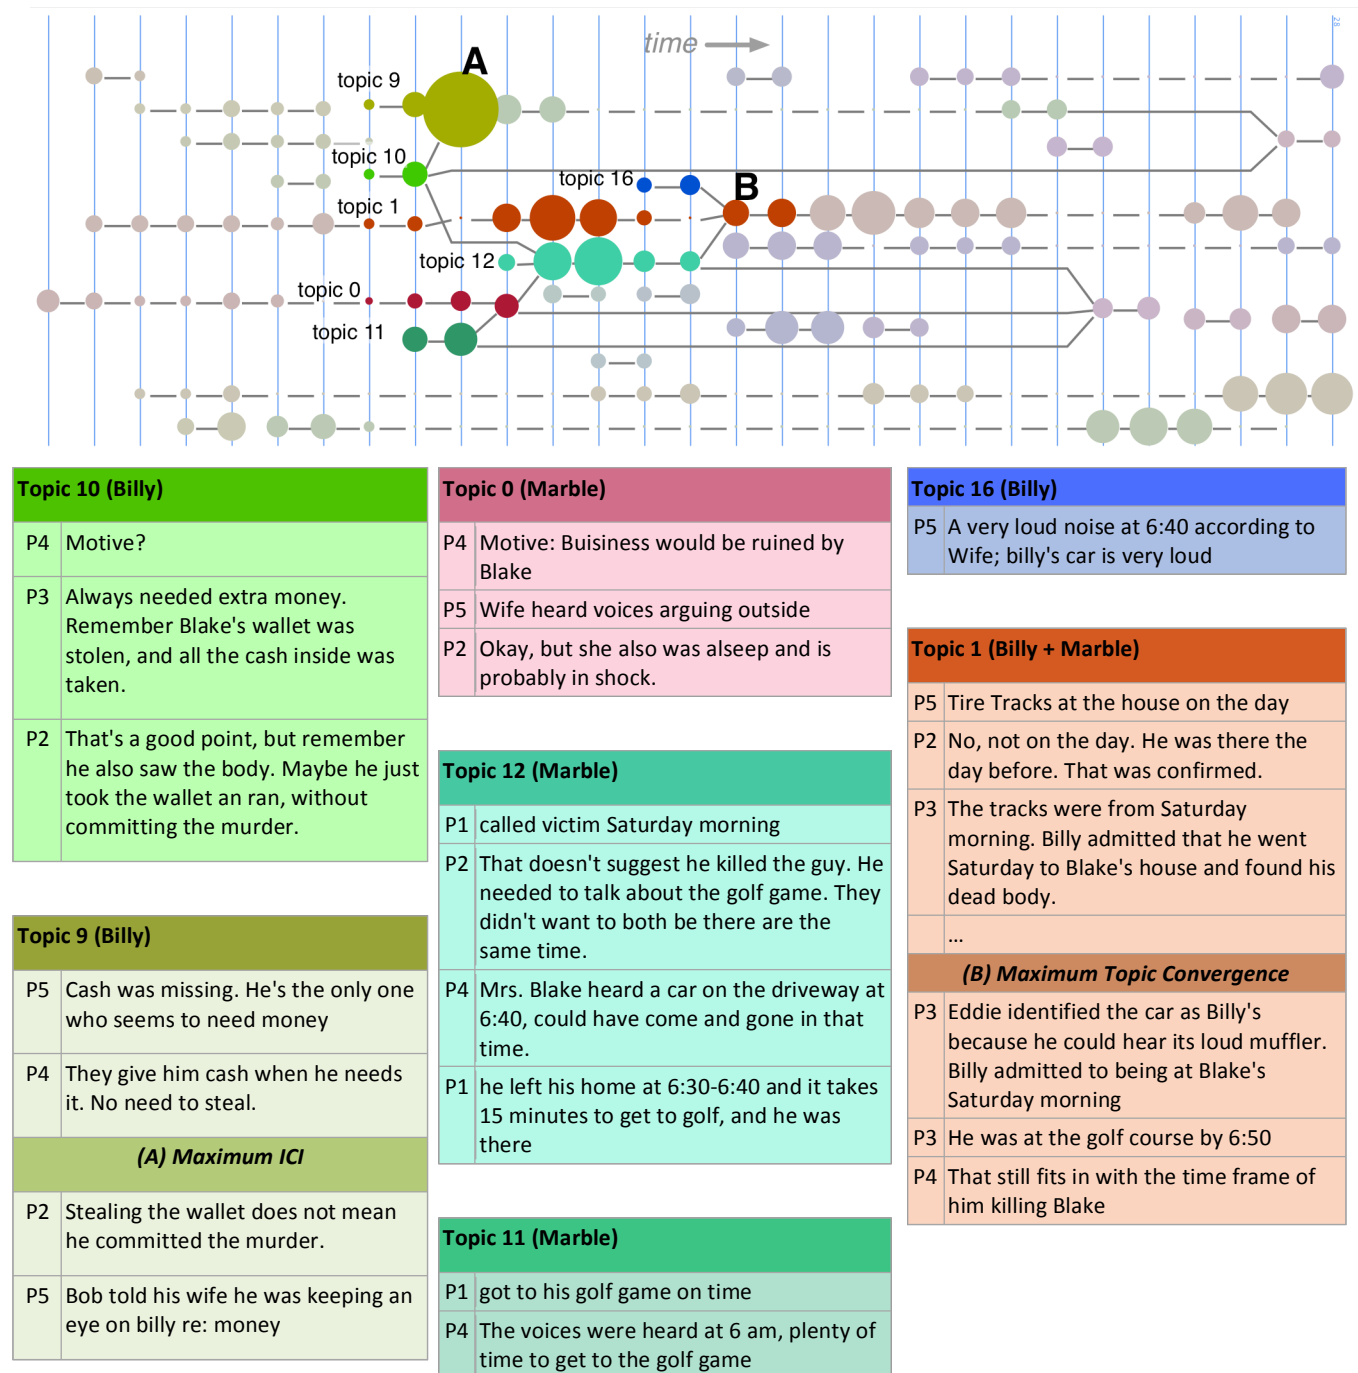 28
time
A
topic 9
topic 10
topic 16
B
topic 1
topic 12
topic 0
topic 11
Topic 10 (Billy)
P4 Motive?
P3 Always needed extra money.
Remember Blake's wallet was
stolen, and all the cash inside was
taken.
P2 That's a good point, but remember
he also saw the body. Maybe he just
took the wallet an ran, without
committing the murder.
Topic 9 (Billy)
P5 Cash was missing. He's the only one
who seems to need money
P4 They give him cash when he needs
it. No need to steal.
(A) Maximum ICI
P2 Stealing the wallet does not mean
he committed the murder.
P5 Bob told his wife he was keeping an
eye on billy re: money
Topic 0 (Marble)
P4 Motive: Buisiness would be ruined by
Blake
P5 Wife heard voices arguing outside
P2 Okay, but she also was alseep and is
probably in shock.
Topic 12 (Marble)
P1 called victim Saturday morning
P2 That doesn't suggest he killed the guy. He
needed to talk about the golf game. They
didn't want to both be there are the
same time.
P4 Mrs. Blake heard a car on the driveway at
6:40, could have come and gone in that
time.
P1 he left his home at 6:30-6:40 and it takes
15 minutes to get to golf, and he was
there
Topic 11 (Marble)
P1 got to his golf game on time
P4 The voices were heard at 6 am, plenty of
time to get to the golf game
Topic 16 (Billy)
P5 A very loud noise at 6:40 according to
Wife; billy's car is very loud
Topic 1 (Billy + Marble)
P5 Tire Tracks at the house on the day
P2 No, not on the day. He was there the
day before. That was confirmed.
P3 The tracks were from Saturday
morning. Billy admitted that he went
Saturday to Blake's house and found his
dead body.
...
(B) Maximum Topic Convergence
P3 Eddie identified the car as Billy's
because he could hear its loud muffler.
Billy admitted to being at Blake's
Saturday morning
P3 He was at the golf course by 6:50
P4 That still fits in with the time frame of
him killing Blake